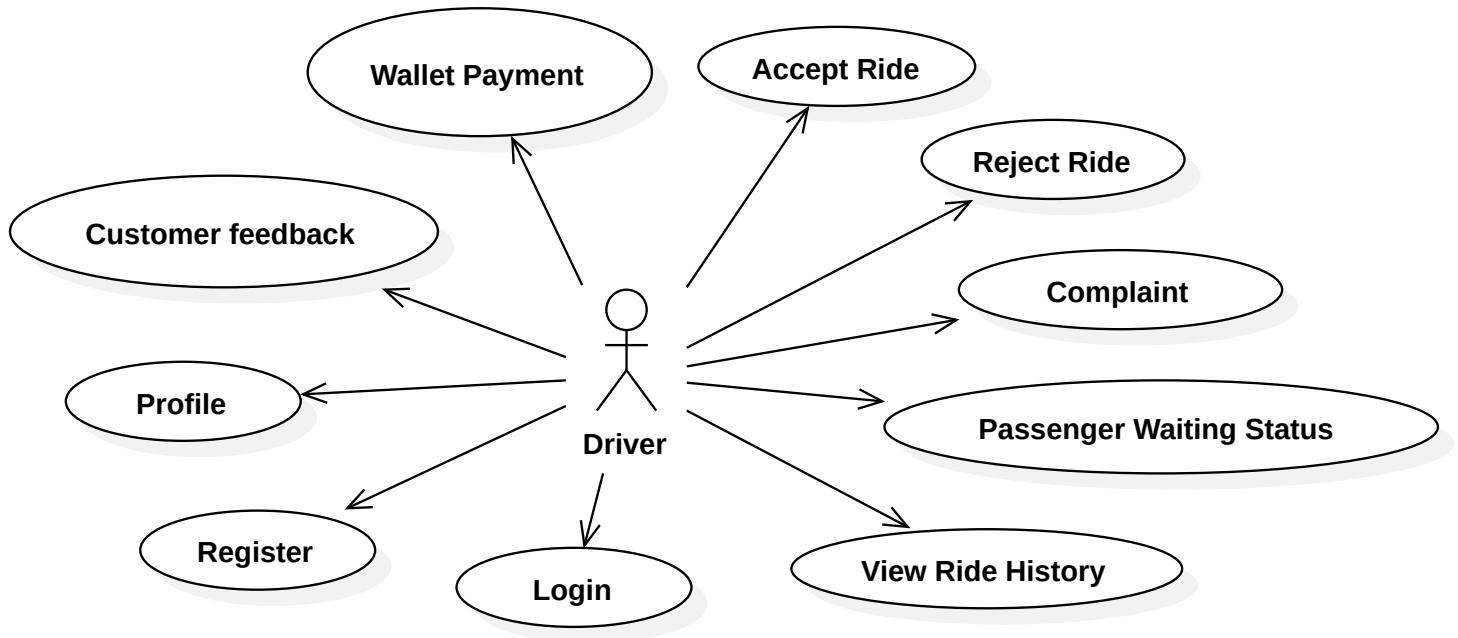 Wallet Payment
Accept Ride
Reject Ride
Customer feedback
Complaint
Profile
Passenger Waiting Status
Driver
Register
View Ride History
Login